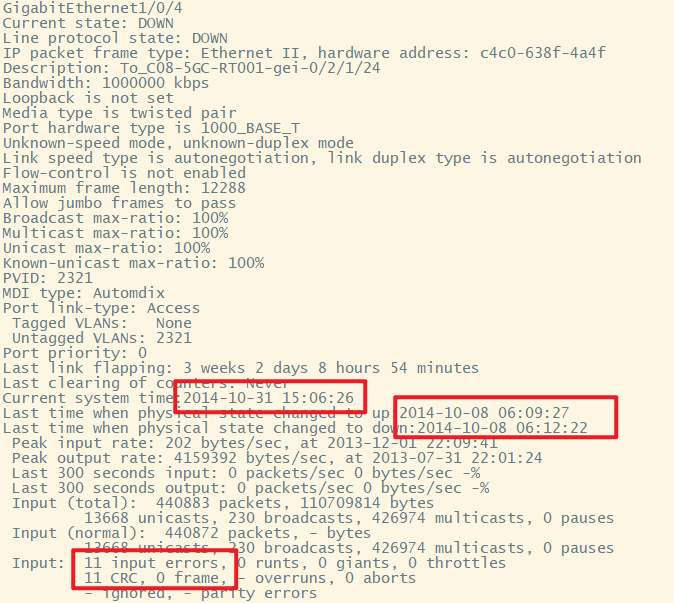 GigabitEthernet1/0/4
Current state: DOWN
Line protocol state: DOWN
IP packet frame type: Ethernet II, hardware address: c4c0-638f-4a4f
Description: To_C08-5GC-RT001-gei-0/2/1/24
Bandwidth: 1000000 kbps
Loopback is not set
Media type is twisted pair
Port hardware type is 1000_BASE_T
Unknown-speed mode, unknown-duplex mode
Link speed type is autonegotiation, link duplex type is autonegotiation
Flow-control is not enabled
Maximum frame length: 12288
Allow jumbo frames to pass
Broadcast max-ratio: 100%
Multicast max-ratio: 100%
Unicast max-ratio: 100%
Known-unicast max-ratio: 100%
PVID: 2321
MDI type: Automdix
Port link-type: Access
 Tagged VLANs:   None
 Untagged VLANs: 2321
Port priority: 0
Last link flapping: 3 weeks 2 days 8 hours 54 minutes
Last clearing of counters: Never
Current system time:2014-10-31 15:06:26
Last time when physical state changed to up:2014-10-08 06:09:27
Last time when physical state changed to down:2014-10-08 06:12:22
 Peak input rate: 202 bytes/sec, at 2013-12-01 22:09:41
 Peak output rate: 4159392 bytes/sec, at 2013-07-31 22:01:24
 Last 300 seconds input: 0 packets/sec 0 bytes/sec -%
 Last 300 seconds output: 0 packets/sec 0 bytes/sec -%
 Input (total):  440883 packets, 110709814 bytes
         13668 unicasts, 230 broadcasts, 426974 multicasts, 0 pauses
 Input (normal):  440872 packets, - bytes
         13668 unicasts, 230 broadcasts, 426974 multicasts, 0 pauses
 Input:  11 input errors, 0 runts, 0 giants, 0 throttles
         11 CRC, 0 frame, - overruns, 0 aborts
         - ignored, - parity errors